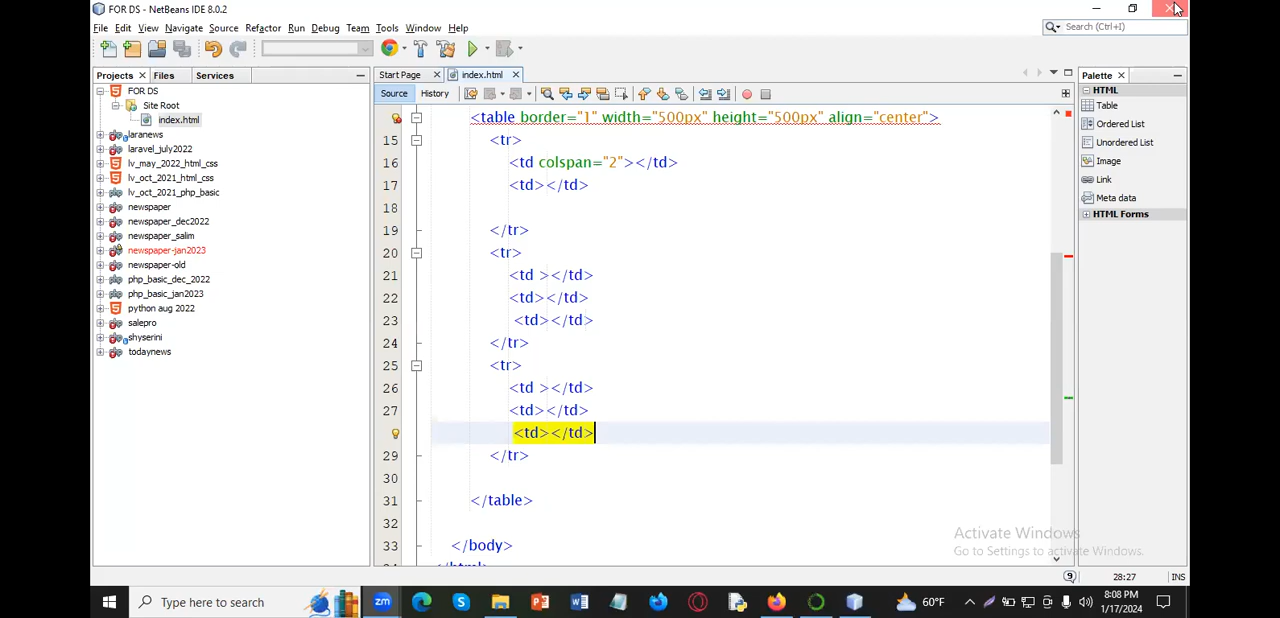 FOR DS - NetBeans IDE 8.0.2
File Edit View Navigate Source Refactor Run Debug Team Tools Window Help
Search (Ctrl+I)
Projects Files Services
Start Page index.html
Palette
Source History
FOR DS
Site Root
index.html
laranews
laravel_july2022
lv_may_2022_html_css
lv_oct_2021_html_css
lv_oct_2021_php_basic
newspaper
newspaper_dec2022
newspaper_salim
newspaper-jan2023
newspaper-old
php_basic_dec_2022
php_basic_jan2023
python aug 2022
salepro
shyserini
todaynews
<table border="1" width="500px" height="500px" align="center">
15 <tr>
16 <td colspan="2"></td>
17 <td></td>
18
19 </tr>
20 <tr>
21 <td ></td>
22 <td></td>
23 <td></td>
24 </tr>
25 <tr>
26 <td ></td>
27 <td></td>
<td></td>
29 </tr>
30
31 </table>
32
33 </body>
HTML
Table
Ordered List
Unordered List
Image
Link
Meta data
HTML Forms
Activate Windows
Go to Settings to activate Windows.
9 28:27 INS
Type here to search
zm
60°F
8:08 PM
1/17/2024